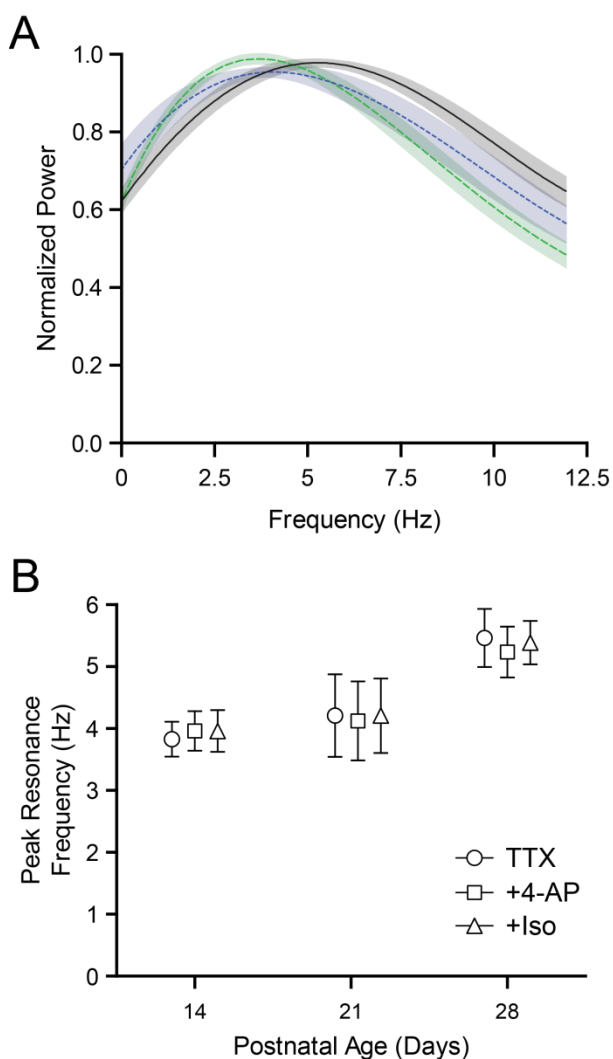 A
1.0
0.8
0.6
0.4
0.2
0.0
Normalized Power
0
2.5
5
7.5
10
12.5
Frequency (Hz)
B
6
5
4
3
2
1
0
Peak Resonance
Frequency (Hz)
TTX
+4-AP
+Iso
14
21
28
Postnatal Age (Days)